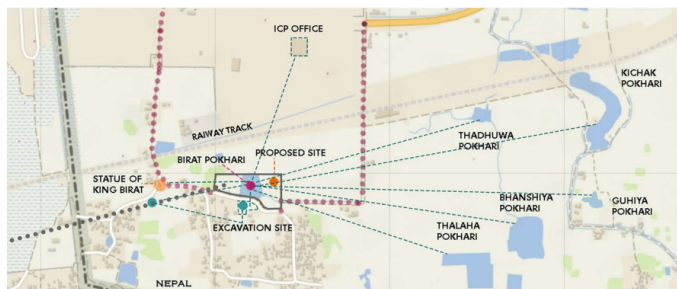 ICP OFFICE
KICHAK
POKHARI
RAIWAY TRACK
THADHUWA
POKHARI
BIRAT POKHARI
PROPOSED SITE
STATUE OF
KING BIRAT
BHANSHIYA
POKHARI
GUHIYA
POKHARI
EXCAVATION SITE
THALAHA
POKHARI
NEPAL